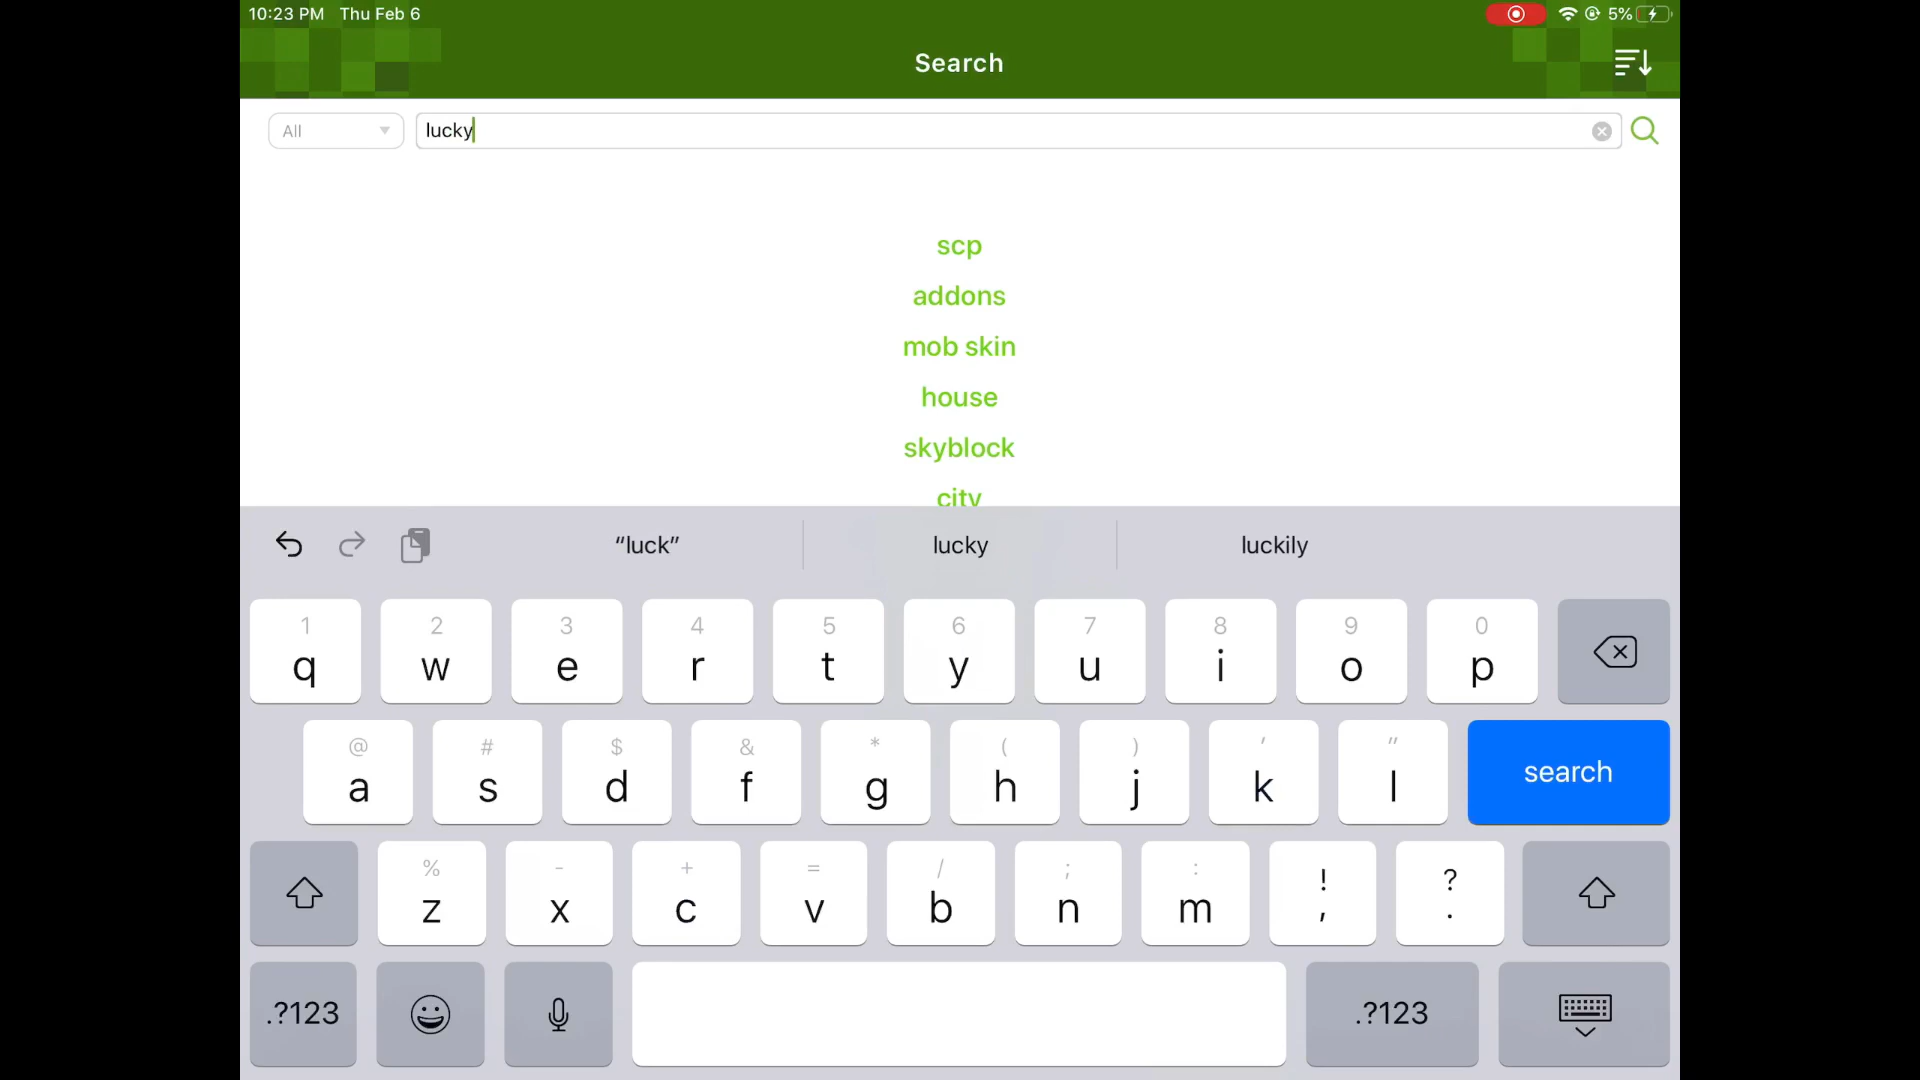 10:23 PM Thu Feb 6 5%
Search
All lucky
scp
addons
mob skin
house
skyblock
city
“luck” lucky luckily
1 2 3 4 5 6 7 8 9 0
q w e r t y u i o p
@ # $ & * ( ) ' "
a s d f g h j k l search
% - + = / ; : ! ?
z x c v b n m , .
.?123 .?123